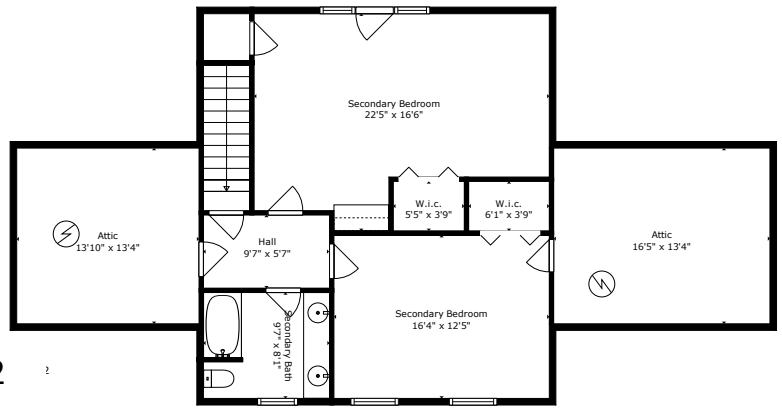 Secondary Bedroom
22'5" x 16'6"
W.i.c.
5'5" x 3'9"
W.i.c.
6'1" x 3'9"
Attic
13'10" x 13'4"
Hall
9'7" x 5'7"
Attic
16'5" x 13'4"
Secondary Bedroom
16'4" x 12'5"
Secondary Bath
9'7" x 8'1"
2
2